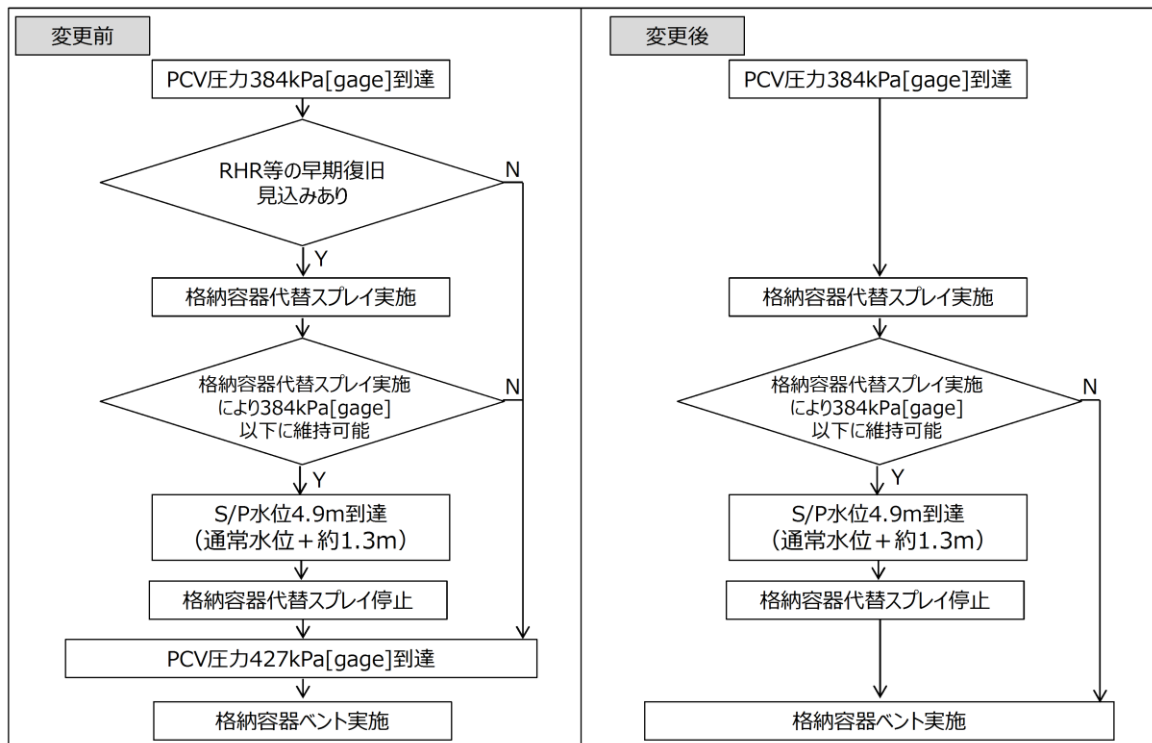 変更前
PCV圧力384kPa[gage]到達
RHR等の早期復旧
見込みあり
N
Y
格納容器代替スプレイ実施
格納容器代替スプレイ実施
により384kPa[gage]
以下に維持可能
N
Y
S/P水位4.9m到達
（通常水位＋約1.3m）
格納容器代替スプレイ停止
PCV圧力427kPa[gage]到達
格納容器ベント実施
変更後
PCV圧力384kPa[gage]到達
格納容器代替スプレイ実施
格納容器代替スプレイ実施
により384kPa[gage]
以下に維持可能
N
Y
S/P水位4.9m到達
（通常水位＋約1.3m）
格納容器代替スプレイ停止
格納容器ベント実施